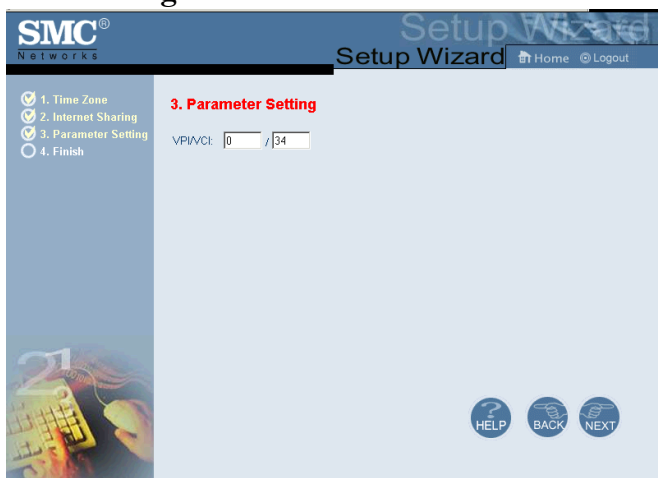 SMC®
Networks
Setup Wizard
Setup Wizard
Home Logout
1. Time Zone
2. Internet Sharing
3. Parameter Setting
4. Finish
3. Parameter Setting
VPI/VCI: 0 / 34
HELP BACK NEXT